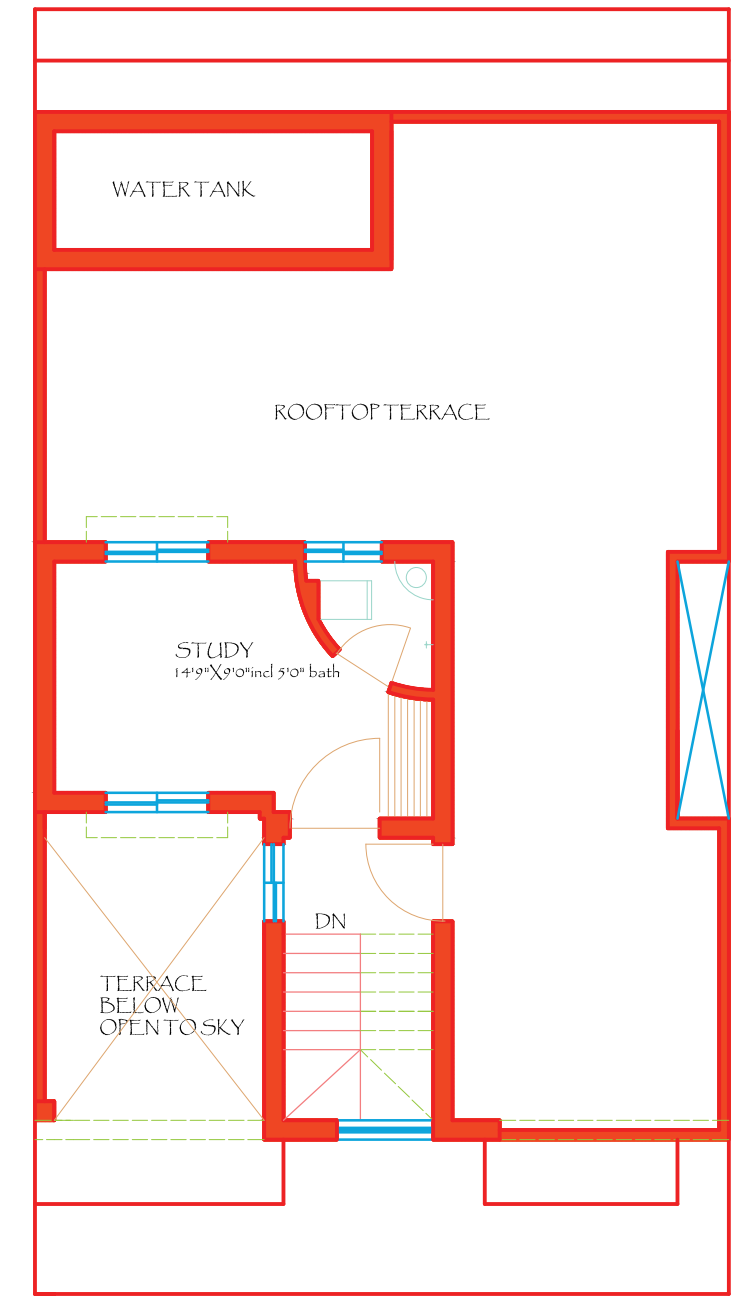 WATER TANK
ROOFTOP TERRACE
STUDY
14'9"X9'0"incl 5'0" bath
DN
TERRACE
BELOW
OPEN TO SKY